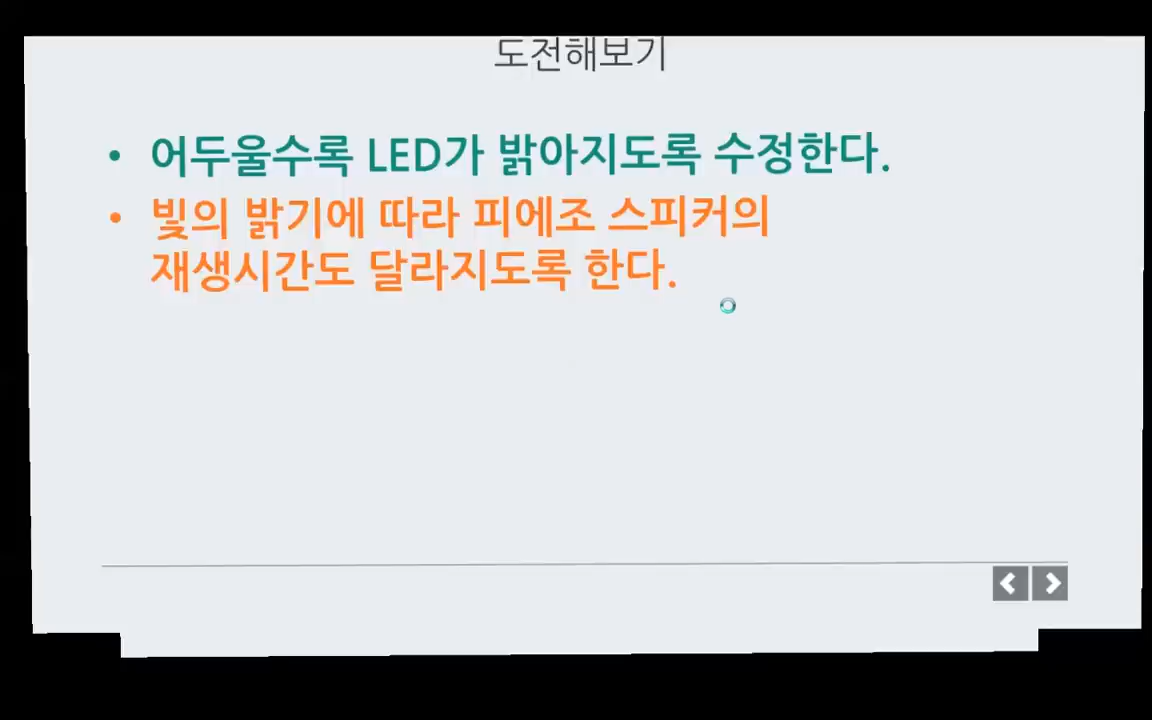 도전해보기
• 어두울수록 LED가 밝아지도록 수정한다.
• 빛의 밝기에 따라 피에조 스피커의
재생시간도 달라지도록 한다.